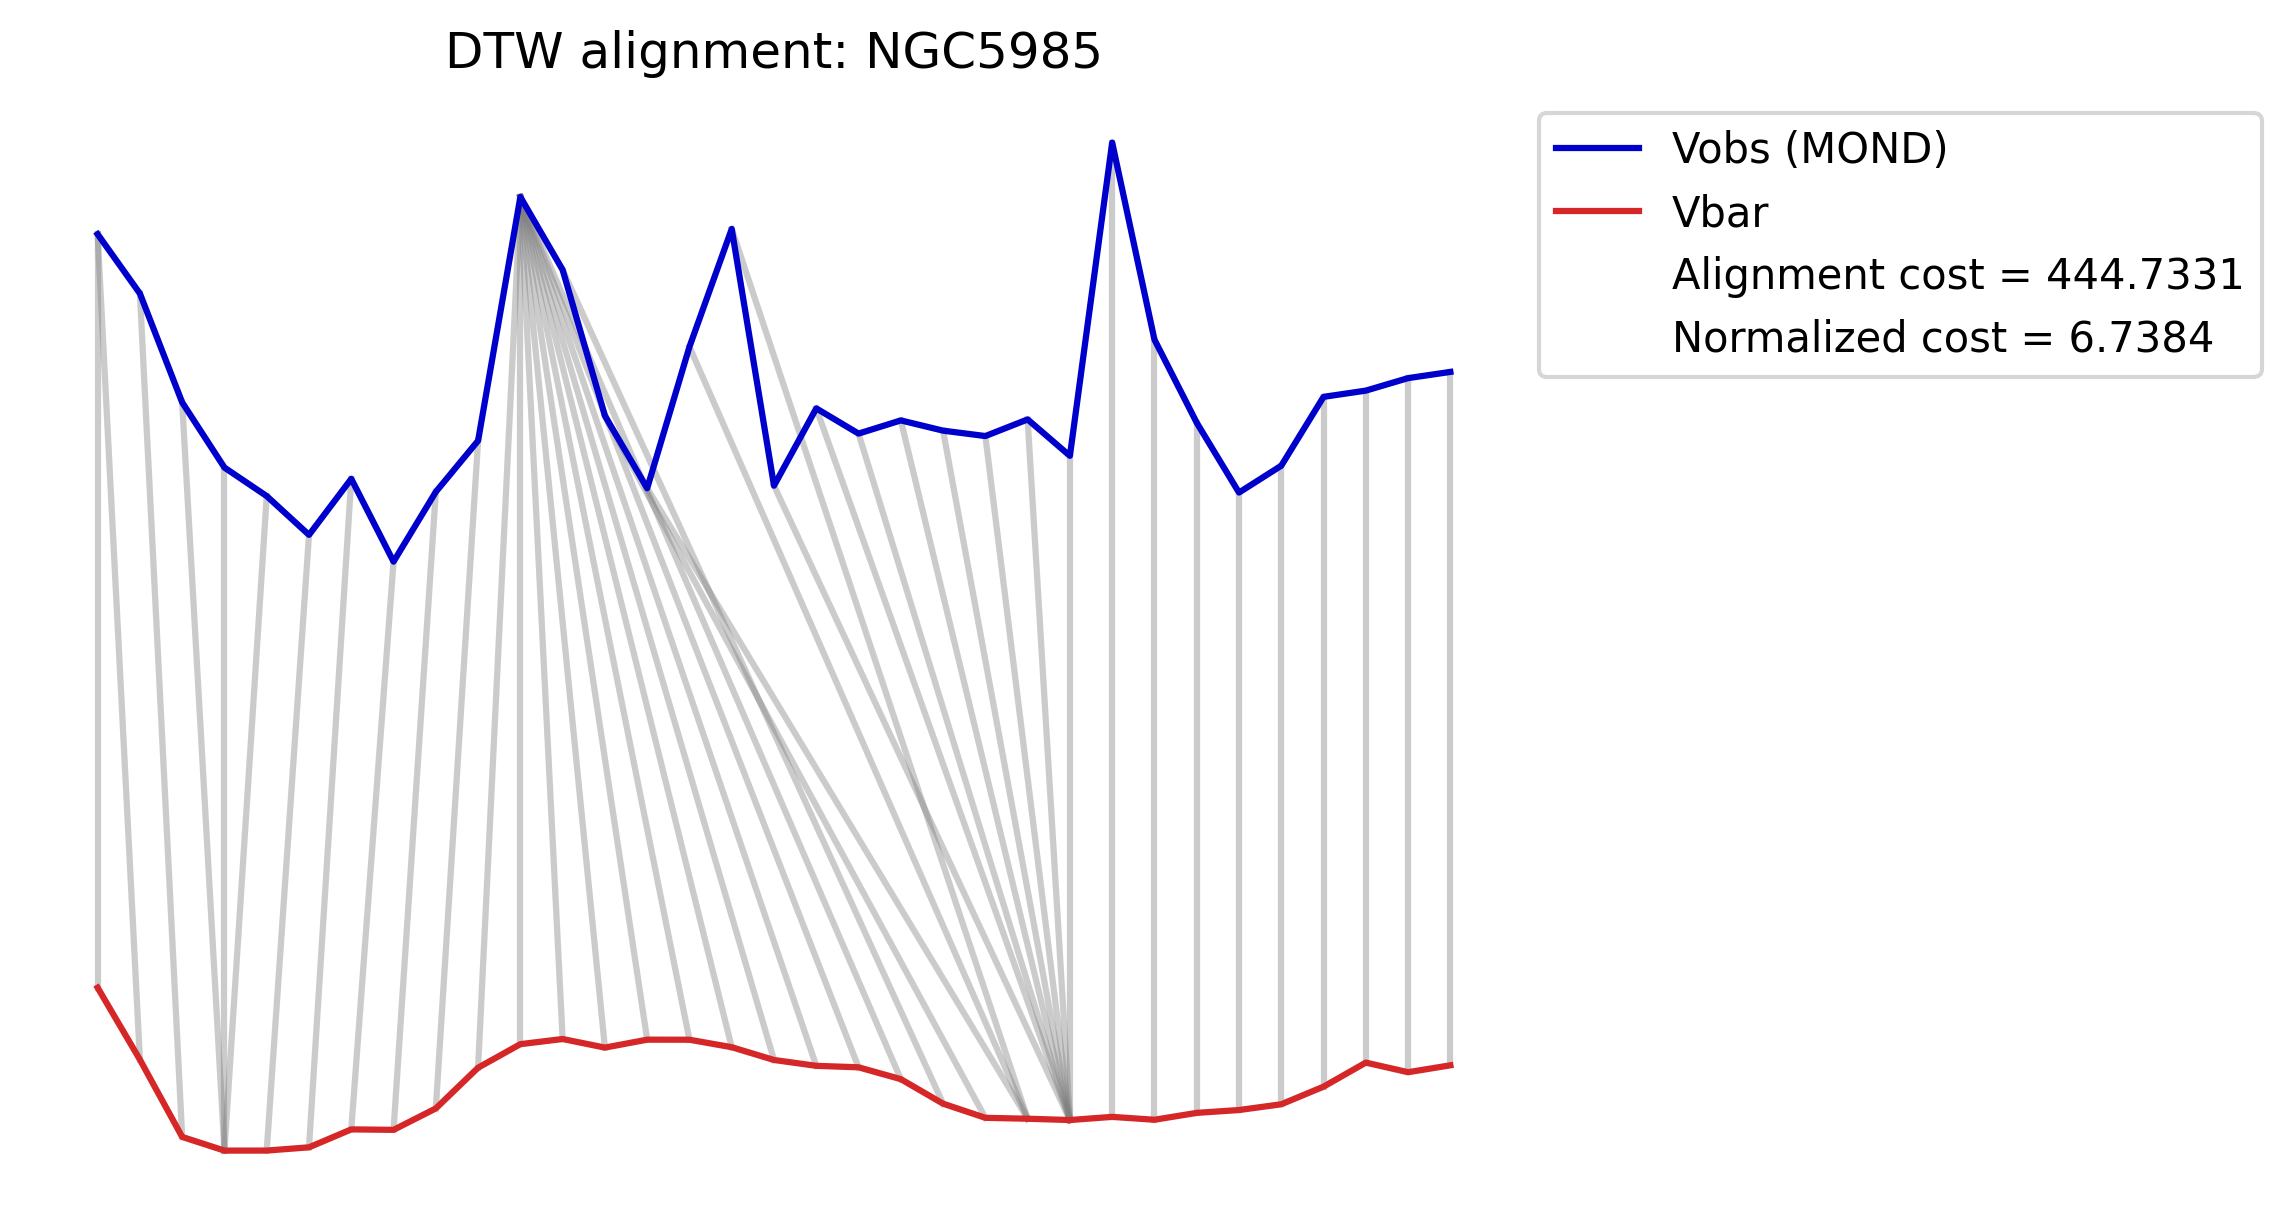 DTW alignment: NGC5985
Vobs (MOND)
Vbar
Alignment cost = 444.7331
Normalized cost = 6.7384